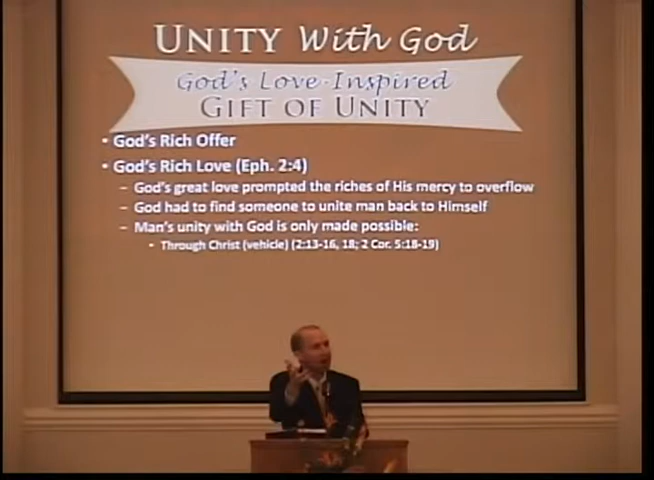 UNITY With God
God's Love-Inspired
GIFT OF UNITY
• God's Rich Offer
• God's Rich Love (Eph. 2:4)
– God's great love prompted the riches of His mercy to overflow
– God had to find someone to unite man back to Himself
– Man's unity with God is only made possible:
• Through Christ (vehicle) (2:13-16, 18; 2 Cor. 5:18-19)